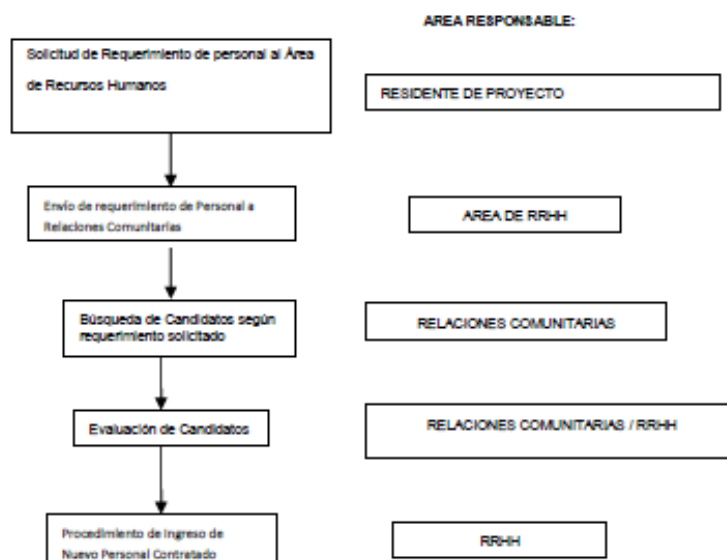 AREA RESPONSABLE:
Solicitud de Requerimiento de personal al Área
de Recursos Humanos
RESIDENTE DE PROYECTO
Envío de requerimiento de Personal a
Relaciones Comunitarias
AREA DE RRHH
Búsqueda de Candidatos según
requerimiento solicitado
RELACIONES COMUNITARIAS
Evaluación de Candidatos
RELACIONES COMUNITARIAS / RRHH
Procedimiento de Ingreso de
Nuevo Personal Contratado
RRHH